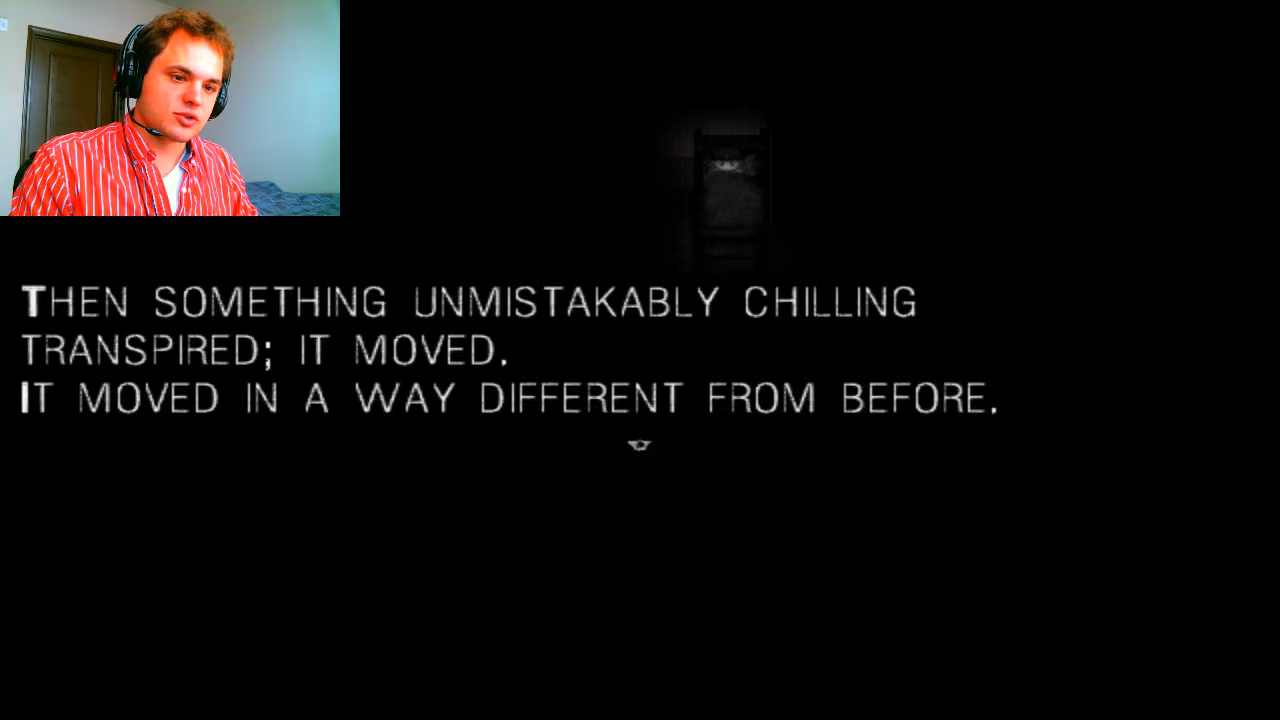 THEN SOMETHING UNMISTAKABLY CHILLING
TRANSPIRED; IT MOVED.
IT MOVED IN A WAY DIFFERENT FROM BEFORE.